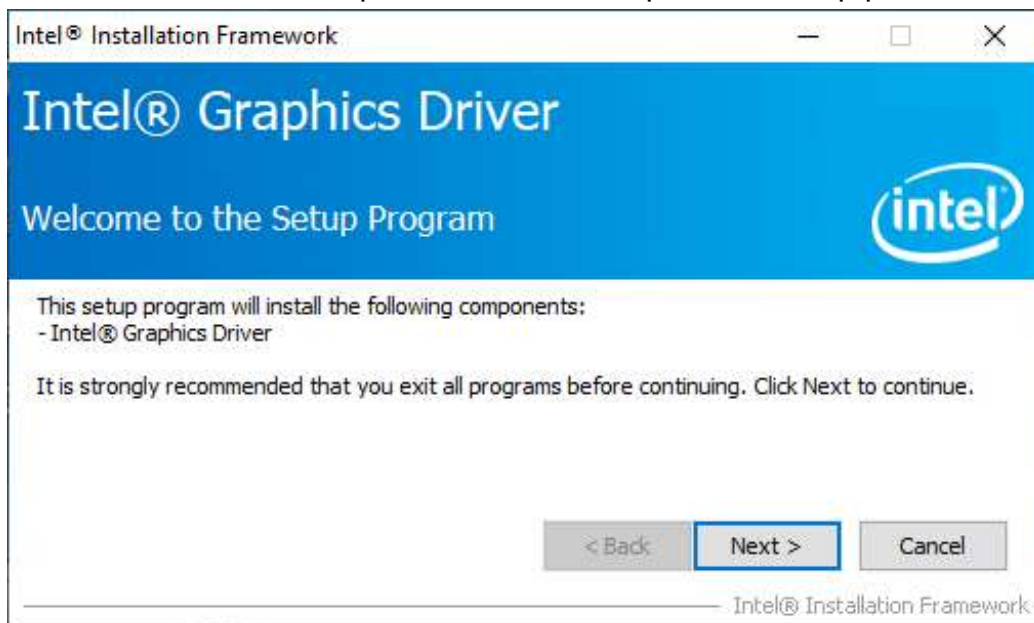 Intel® Installation Framework
Intel® Graphics Driver
Welcome to the Setup Program
intel
This setup program will install the following components:
- Intel® Graphics Driver
It is strongly recommended that you exit all programs before continuing. Click Next to continue.
< Back
Next >
Cancel
Intel® Installation Framework